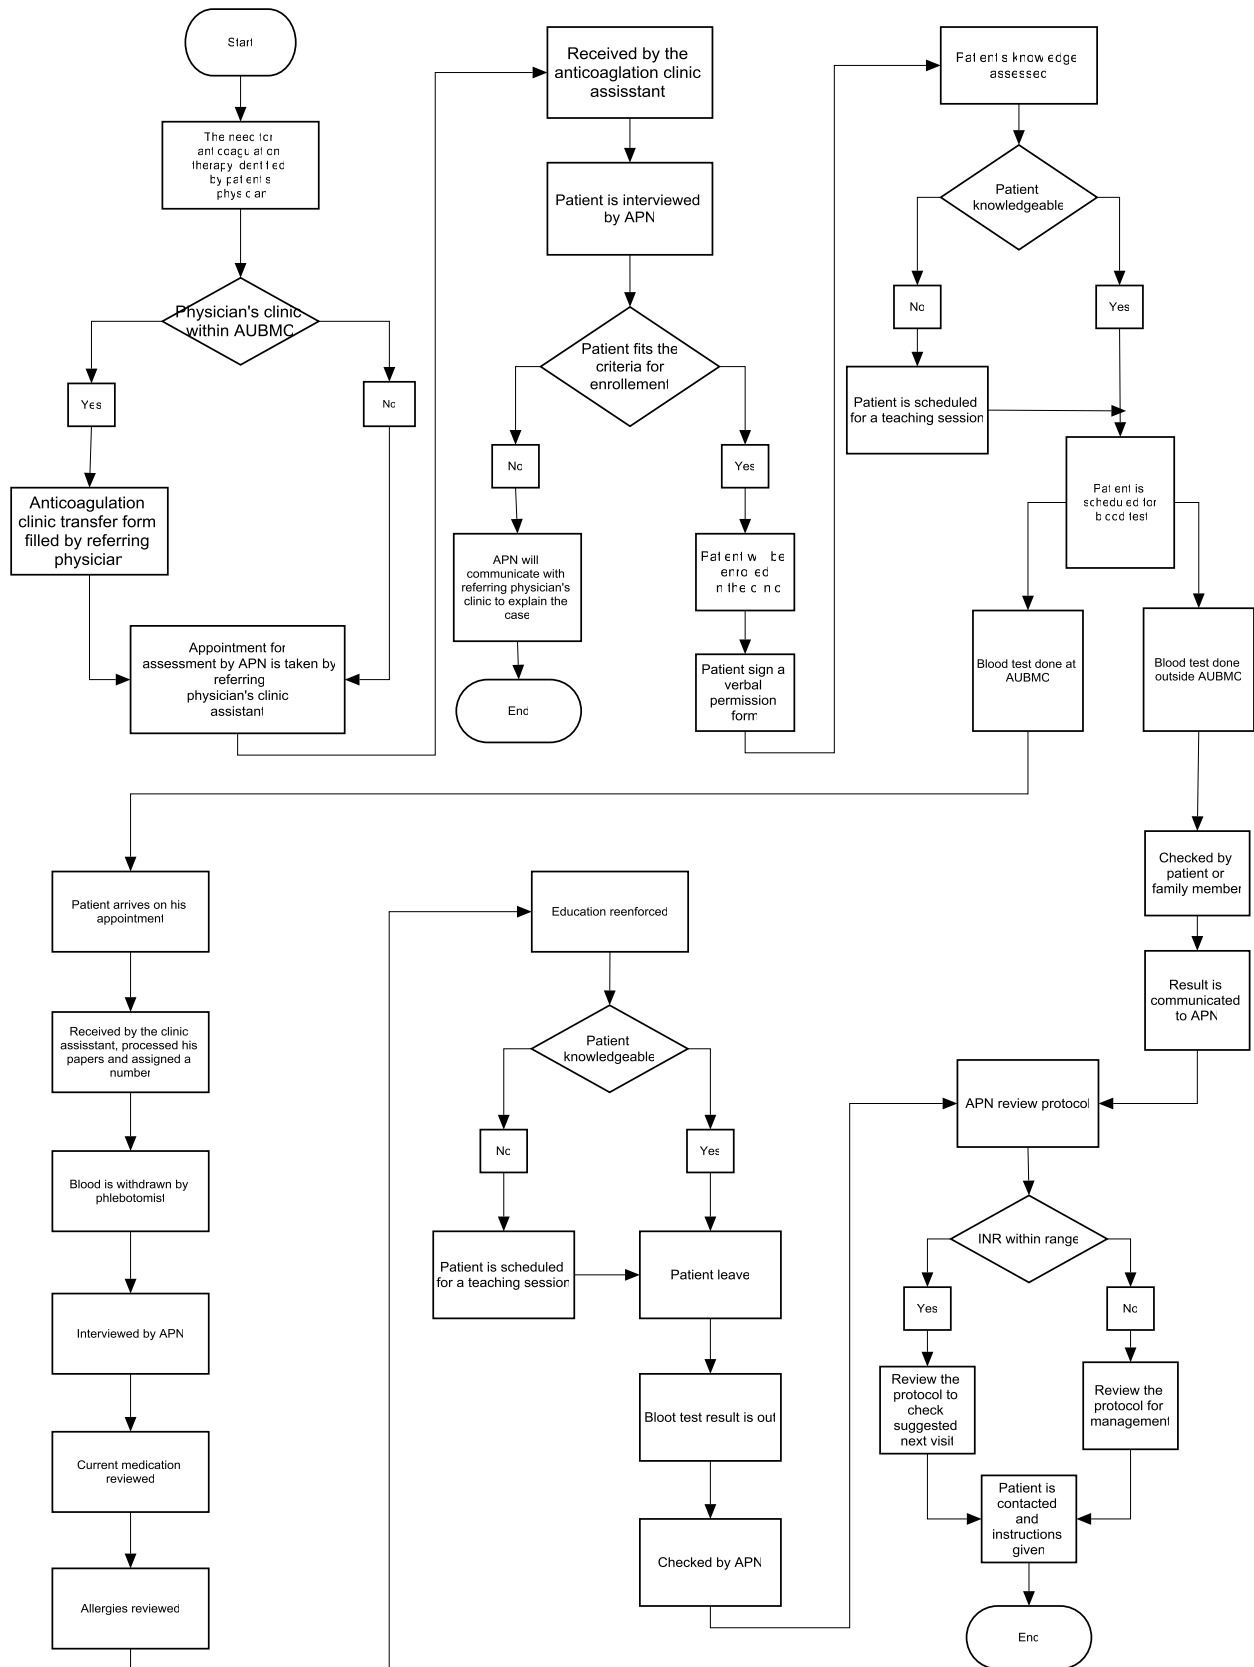 Start
The need for
anticoagulation
therapy identified
by patient's
physician
Physician's clinic
within AUBMC
Yes
No
Anticoagulation
clinic transfer form
filled by referring
physician
Appointment for
assessment by APN is taken by
referring
physician's clinic
assistant
Received by the
anticoaglation clinic
assisstant
Patient is interviewed
by APN
Patient fits the
criteria for
enrollement
No
Yes
APN will
communicate with
referring physician's
clinic to explain the
case
End
Patient will be
enrolled
in the clinic
Patient sign a
verbal
permission
form
Patient's knowledge
assessed
Patient
knowledgeable
No
Yes
Patient is scheduled
for a teaching session
Patient is
scheduled for
blood test
Blood test done at
AUBMC
Blood test done
outside AUBMC
Checked by
patient or
family member
Result is
communicated
to APN
Patient arrives on his
appointment
Received by the clinic
assisstant, processed his
papers and assigned a
number
Blood is withdrawn by
phlebotomist
Interviewed by APN
Current medication
reviewed
Allergies reviewed
Education reenforced
Patient
knowledgeable
No
Yes
Patient is scheduled
for a teaching session
Patient leave
Bloot test result is out
Checked by APN
APN review protocol
INR within range
Yes
No
Review the
protocol to
check
suggested
next visit
Review the
protocol for
management
Patient is
contacted
and
instructions
given
End